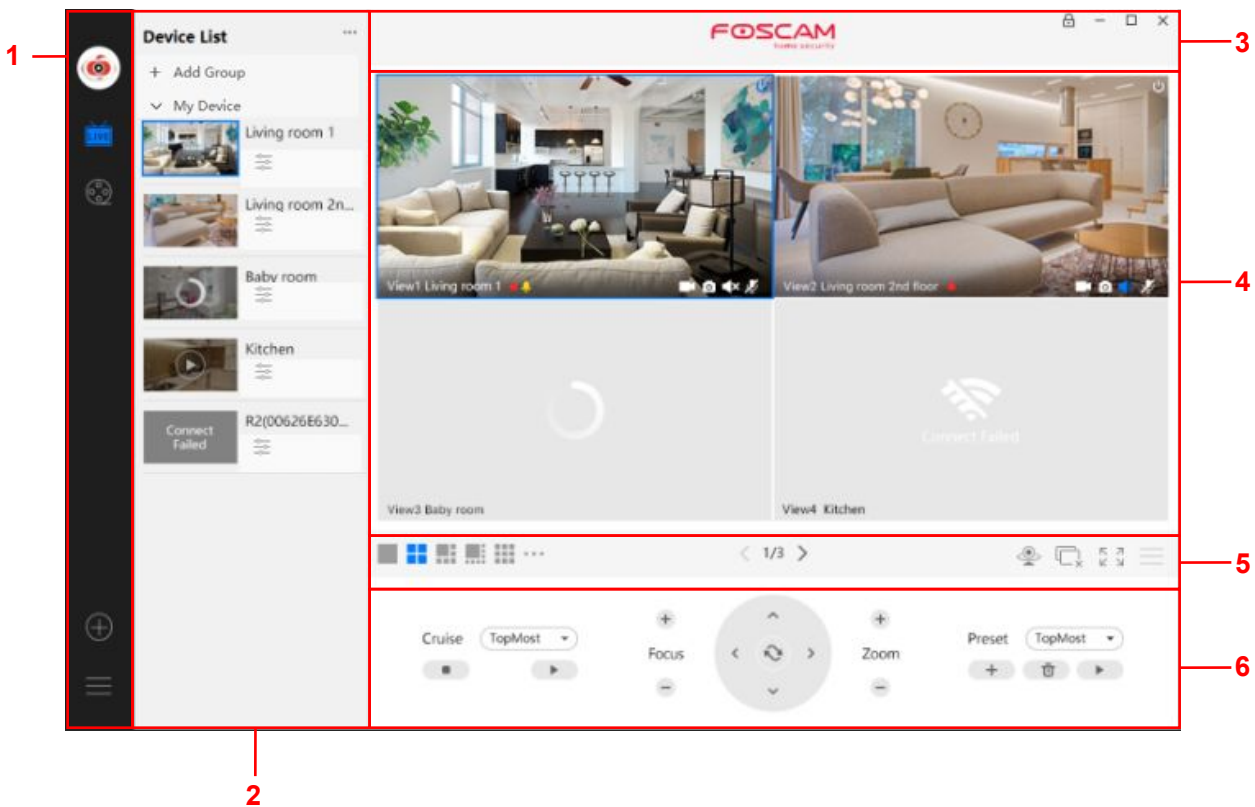 1
LIVE
Device List
...
+ Add Group
My Device
Living room 1
Living room 2n...
Baby room
Kitchen
Connect
Failed
R2(00626E630...
2
FOSCAM
home security
3
View1 Living room 1
View2 Living room 2nd floor
4
Connect Failed
View3 Baby room
View4 Kitchen
1/3
5
Cruise
TopMost
Focus
Zoom
Preset
TopMost
6